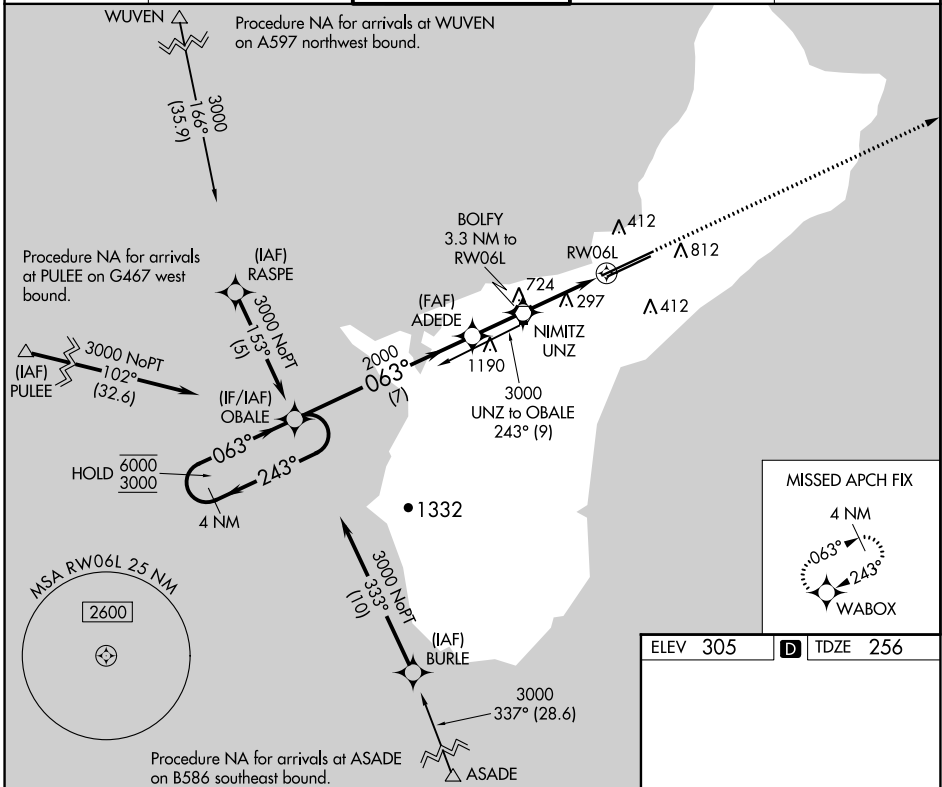 WUVEN
Procedure NA for arrivals at WUVEN
on A597 northwest bound.
3000
166°
(35.9)
Procedure NA for arrivals
at PULEE on G467 west
bound.
(IAF)
RASPE
3000 NoPT
153°
(5)
(IAF)
PULEE
3000 NoPT
102°
(32.6)
(IF/IAF)
OBALE
HOLD 6000
3000
063°
243°
4 NM
2000
063°
(7)
(FAF)
ADEDE
BOLFY
3.3 NM to
RW06L
724
RW06L
412
812
297
412
NIMITZ
UNZ
1190
3000
UNZ to OBALE
243° (9)
1332
MISSED APCH FIX
4 NM
063°
243°
WABOX
MSA RW06L 25 NM
2600
3000 NoPT
333°
(10)
(IAF)
BURLE
3000
337° (28.6)
ASADE
Procedure NA for arrivals at ASADE
on B586 southeast bound.
ELEV 305 D TDZE 256